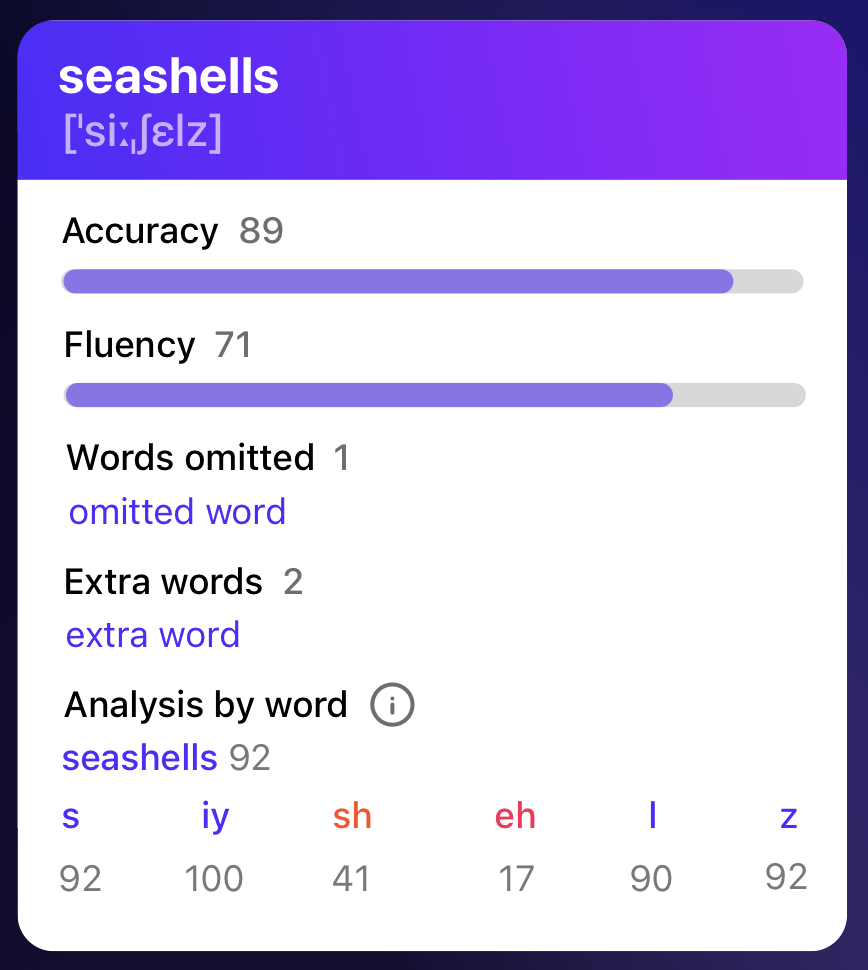 seashells
[ˈsiːˌʃɛlz]
Accuracy 89
Fluency 71
Words omitted 1
omitted word
Extra words 2
extra word
Analysis by word
seashells 92
s iy sh eh l z
92 100 41 17 90 92